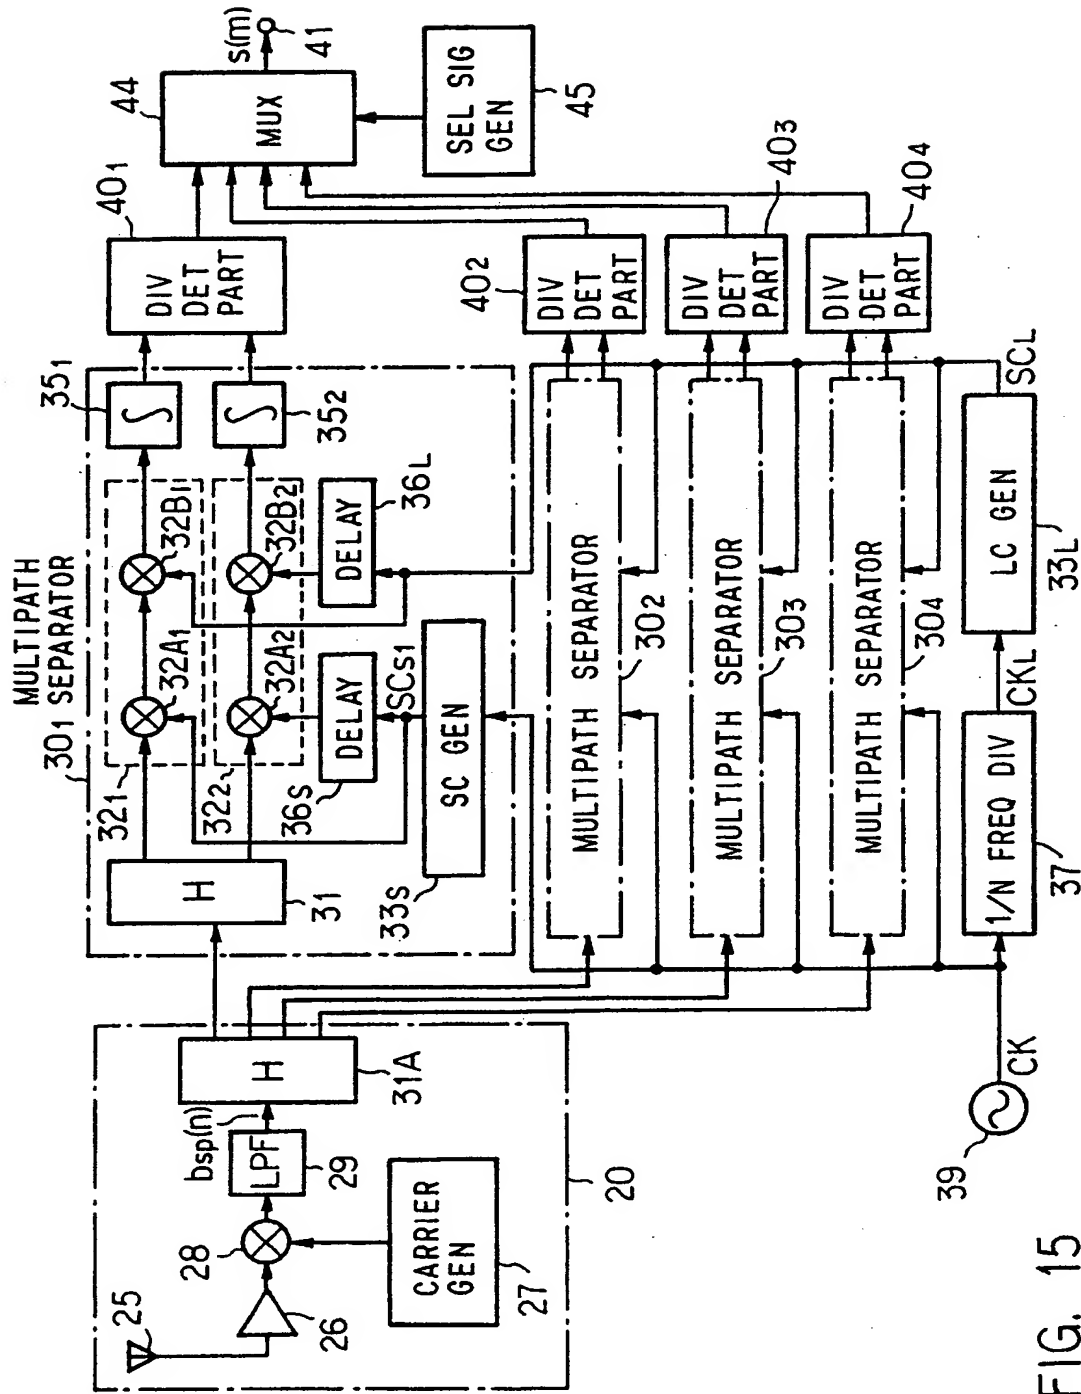 MULTIPATH
SEPARATOR
30₁
32₁
32₂
32A₁
32B₁
32A₂
32B₂
35₁
∫
35₂
∫
H
31
DELAY
36S
DELAY
36L
SCS1
SC GEN
33S
40₁
DIV
DET
PART
44
MUX
s(m)
41
SEL SIG
GEN
45
25
26
28
CARRIER
GEN
27
LPF
29
bsp(n)
H
31A
20
MULTIPATH SEPARATOR
30₂
MULTIPATH SEPARATOR
30₃
MULTIPATH SEPARATOR
30₄
40₂
DIV
DET
PART
40₃
DIV
DET
PART
40₄
DIV
DET
PART
39
CK
1/N FREQ DIV
37
CKL
LC GEN
33L
SCL
FIG. 15